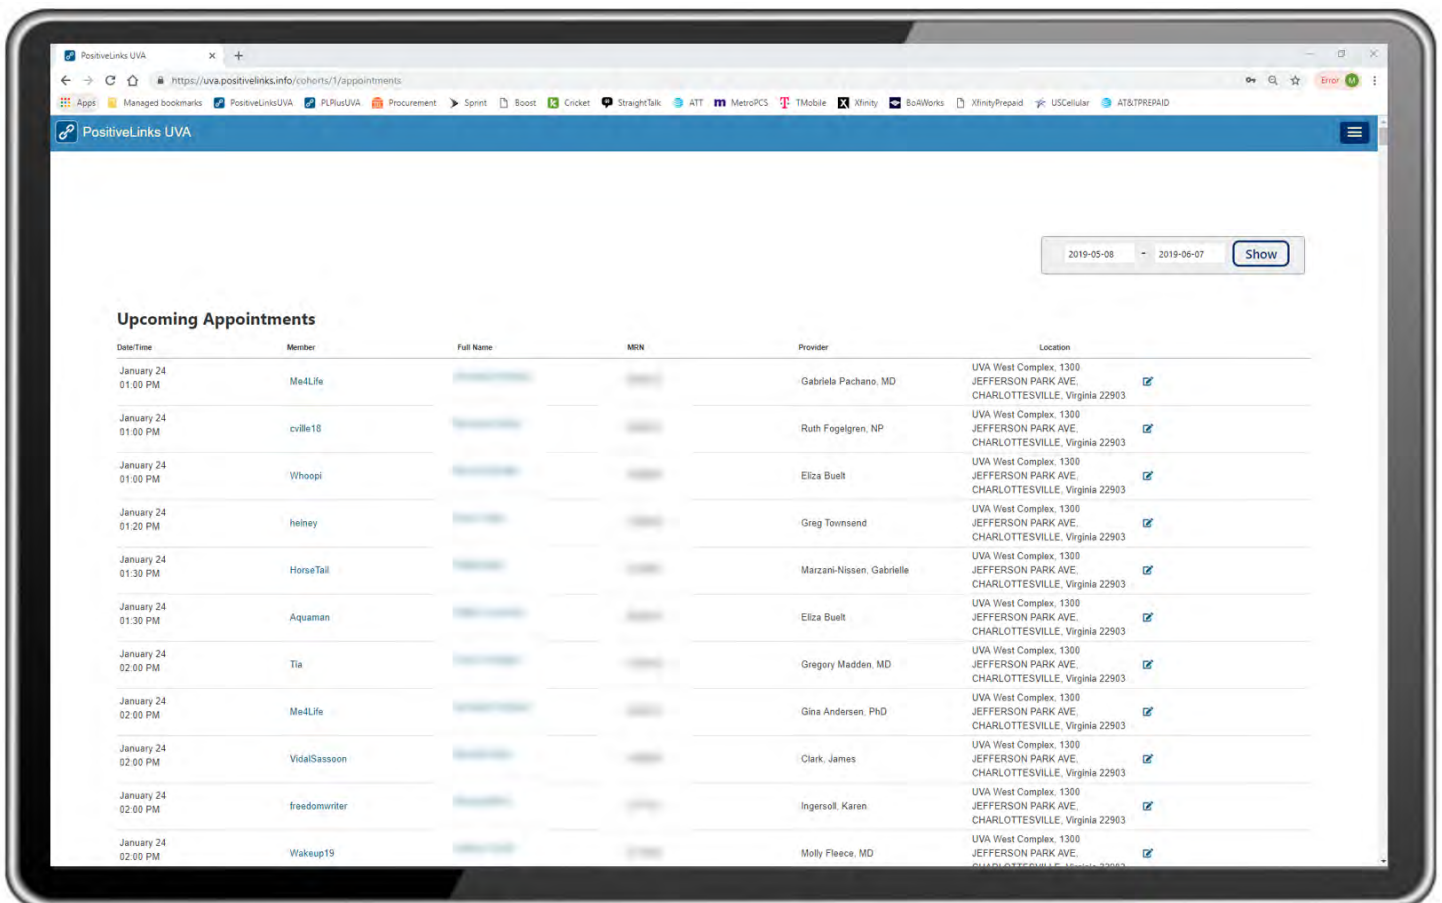 PositiveLinks UVA
https://uva.positivelinks.info/cohorts/1/appointments
Error M
Apps Managed bookmarks PositiveLinksUVA PLPlusUVA Procurement Sprint Boost Cricket StraightTalk ATT MetroPCS TMobile Xfinity BoAWorks XfinityPrepaid USCellular AT&TPREPAID
PositiveLinks UVA
2019-05-08 - 2019-06-07 Show
Upcoming Appointments
Date/Time Member Full Name MRN Provider Location
January 24
01:00 PM
Me4Life
Gabriela Pachano, MD
UVA West Complex, 1300
JEFFERSON PARK AVE,
CHARLOTTESVILLE, Virginia 22903
January 24
01:00 PM
cville18
Ruth Fogelgren, NP
UVA West Complex, 1300
JEFFERSON PARK AVE,
CHARLOTTESVILLE, Virginia 22903
January 24
01:00 PM
Whoopi
Eliza Buelt
UVA West Complex, 1300
JEFFERSON PARK AVE,
CHARLOTTESVILLE, Virginia 22903
January 24
01:20 PM
heiney
Greg Townsend
UVA West Complex, 1300
JEFFERSON PARK AVE,
CHARLOTTESVILLE, Virginia 22903
January 24
01:30 PM
HorseTail
Marzani-Nissen, Gabrielle
UVA West Complex, 1300
JEFFERSON PARK AVE,
CHARLOTTESVILLE, Virginia 22903
January 24
01:30 PM
Aquaman
Eliza Buelt
UVA West Complex, 1300
JEFFERSON PARK AVE,
CHARLOTTESVILLE, Virginia 22903
January 24
02:00 PM
Tia
Gregory Madden, MD
UVA West Complex, 1300
JEFFERSON PARK AVE,
CHARLOTTESVILLE, Virginia 22903
January 24
02:00 PM
Me4Life
Gina Andersen, PhD
UVA West Complex, 1300
JEFFERSON PARK AVE,
CHARLOTTESVILLE, Virginia 22903
January 24
02:00 PM
VidalSassoon
Clark, James
UVA West Complex, 1300
JEFFERSON PARK AVE,
CHARLOTTESVILLE, Virginia 22903
January 24
02:00 PM
freedomwriter
Ingersoll, Karen
UVA West Complex, 1300
JEFFERSON PARK AVE,
CHARLOTTESVILLE, Virginia 22903
January 24
02:00 PM
Wakeup19
Molly Fleece, MD
UVA West Complex, 1300
JEFFERSON PARK AVE,